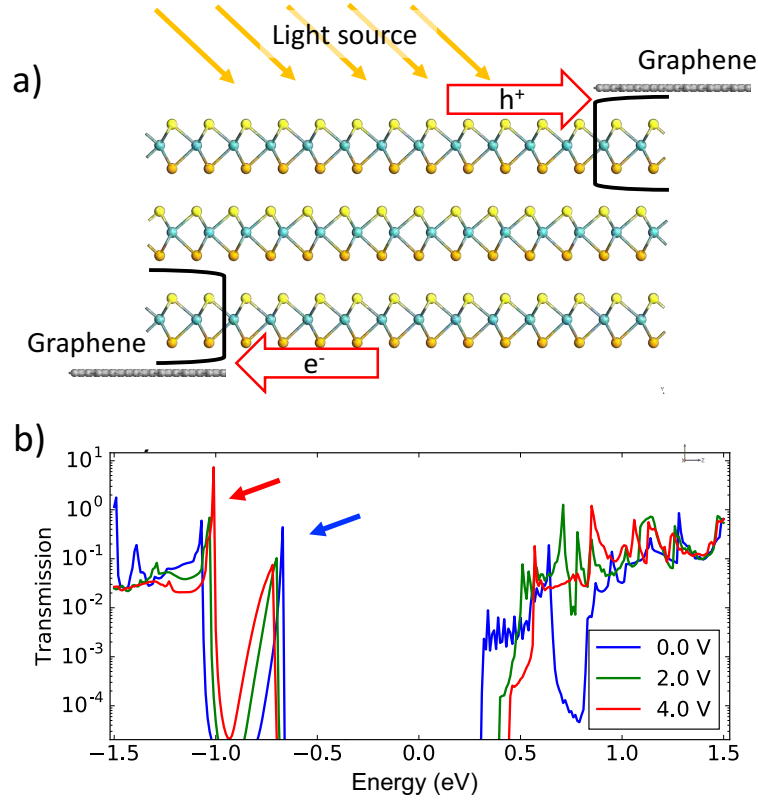 a)
Light source
Graphene
h+
Graphene
e-
b)
10^1
10^0
10^-1
10^-2
10^-3
10^-4
Transmission
0.0 V
2.0 V
4.0 V
−1.5 −1.0 −0.5 0.0 0.5 1.0 1.5
Energy (eV)